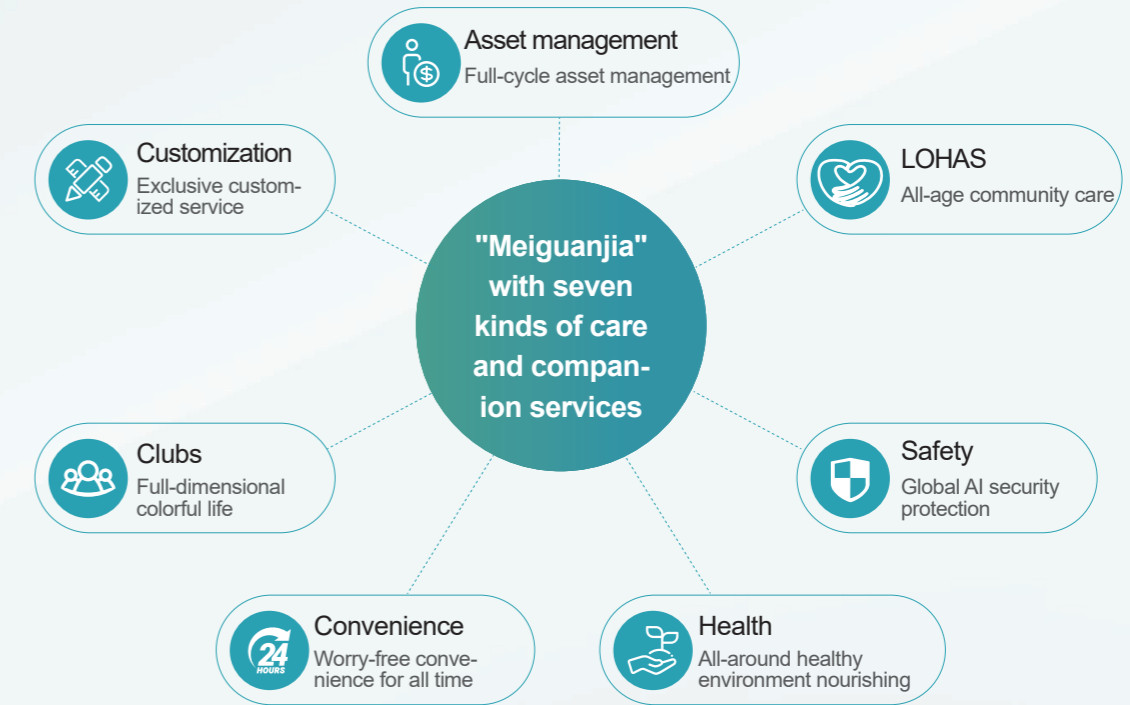 Asset management
Full-cycle asset management
Customization
Exclusive custom-
ized service
LOHAS
All-age community care
"Meiguanjia"
with seven
kinds of care
and compan-
ion services
Clubs
Full-dimensional
colorful life
Safety
Global AI security
protection
24
HOURS
Convenience
Worry-free conve-
nience for all time
Health
All-around healthy
environment nourishing